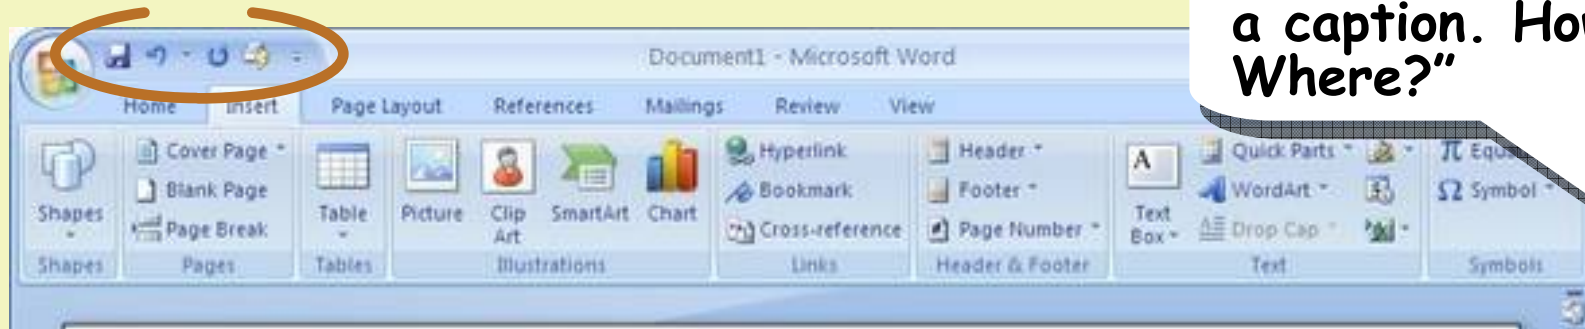 a caption. How
Where?"
Document1 - Microsoft Word
Home Insert Page Layout References Mailings Review View
Shapes
Cover Page
Blank Page
Page Break
Table
Picture
Clip
Art
SmartArt
Chart
Hyperlink
Bookmark
Cross-reference
Header
Footer
Page Number
A
Text
Box
Quick Parts
WordArt
Drop Cap
π Equa
Ω Symbol
Shapes Pages Tables Illustrations Links Header & Footer Text Symbols